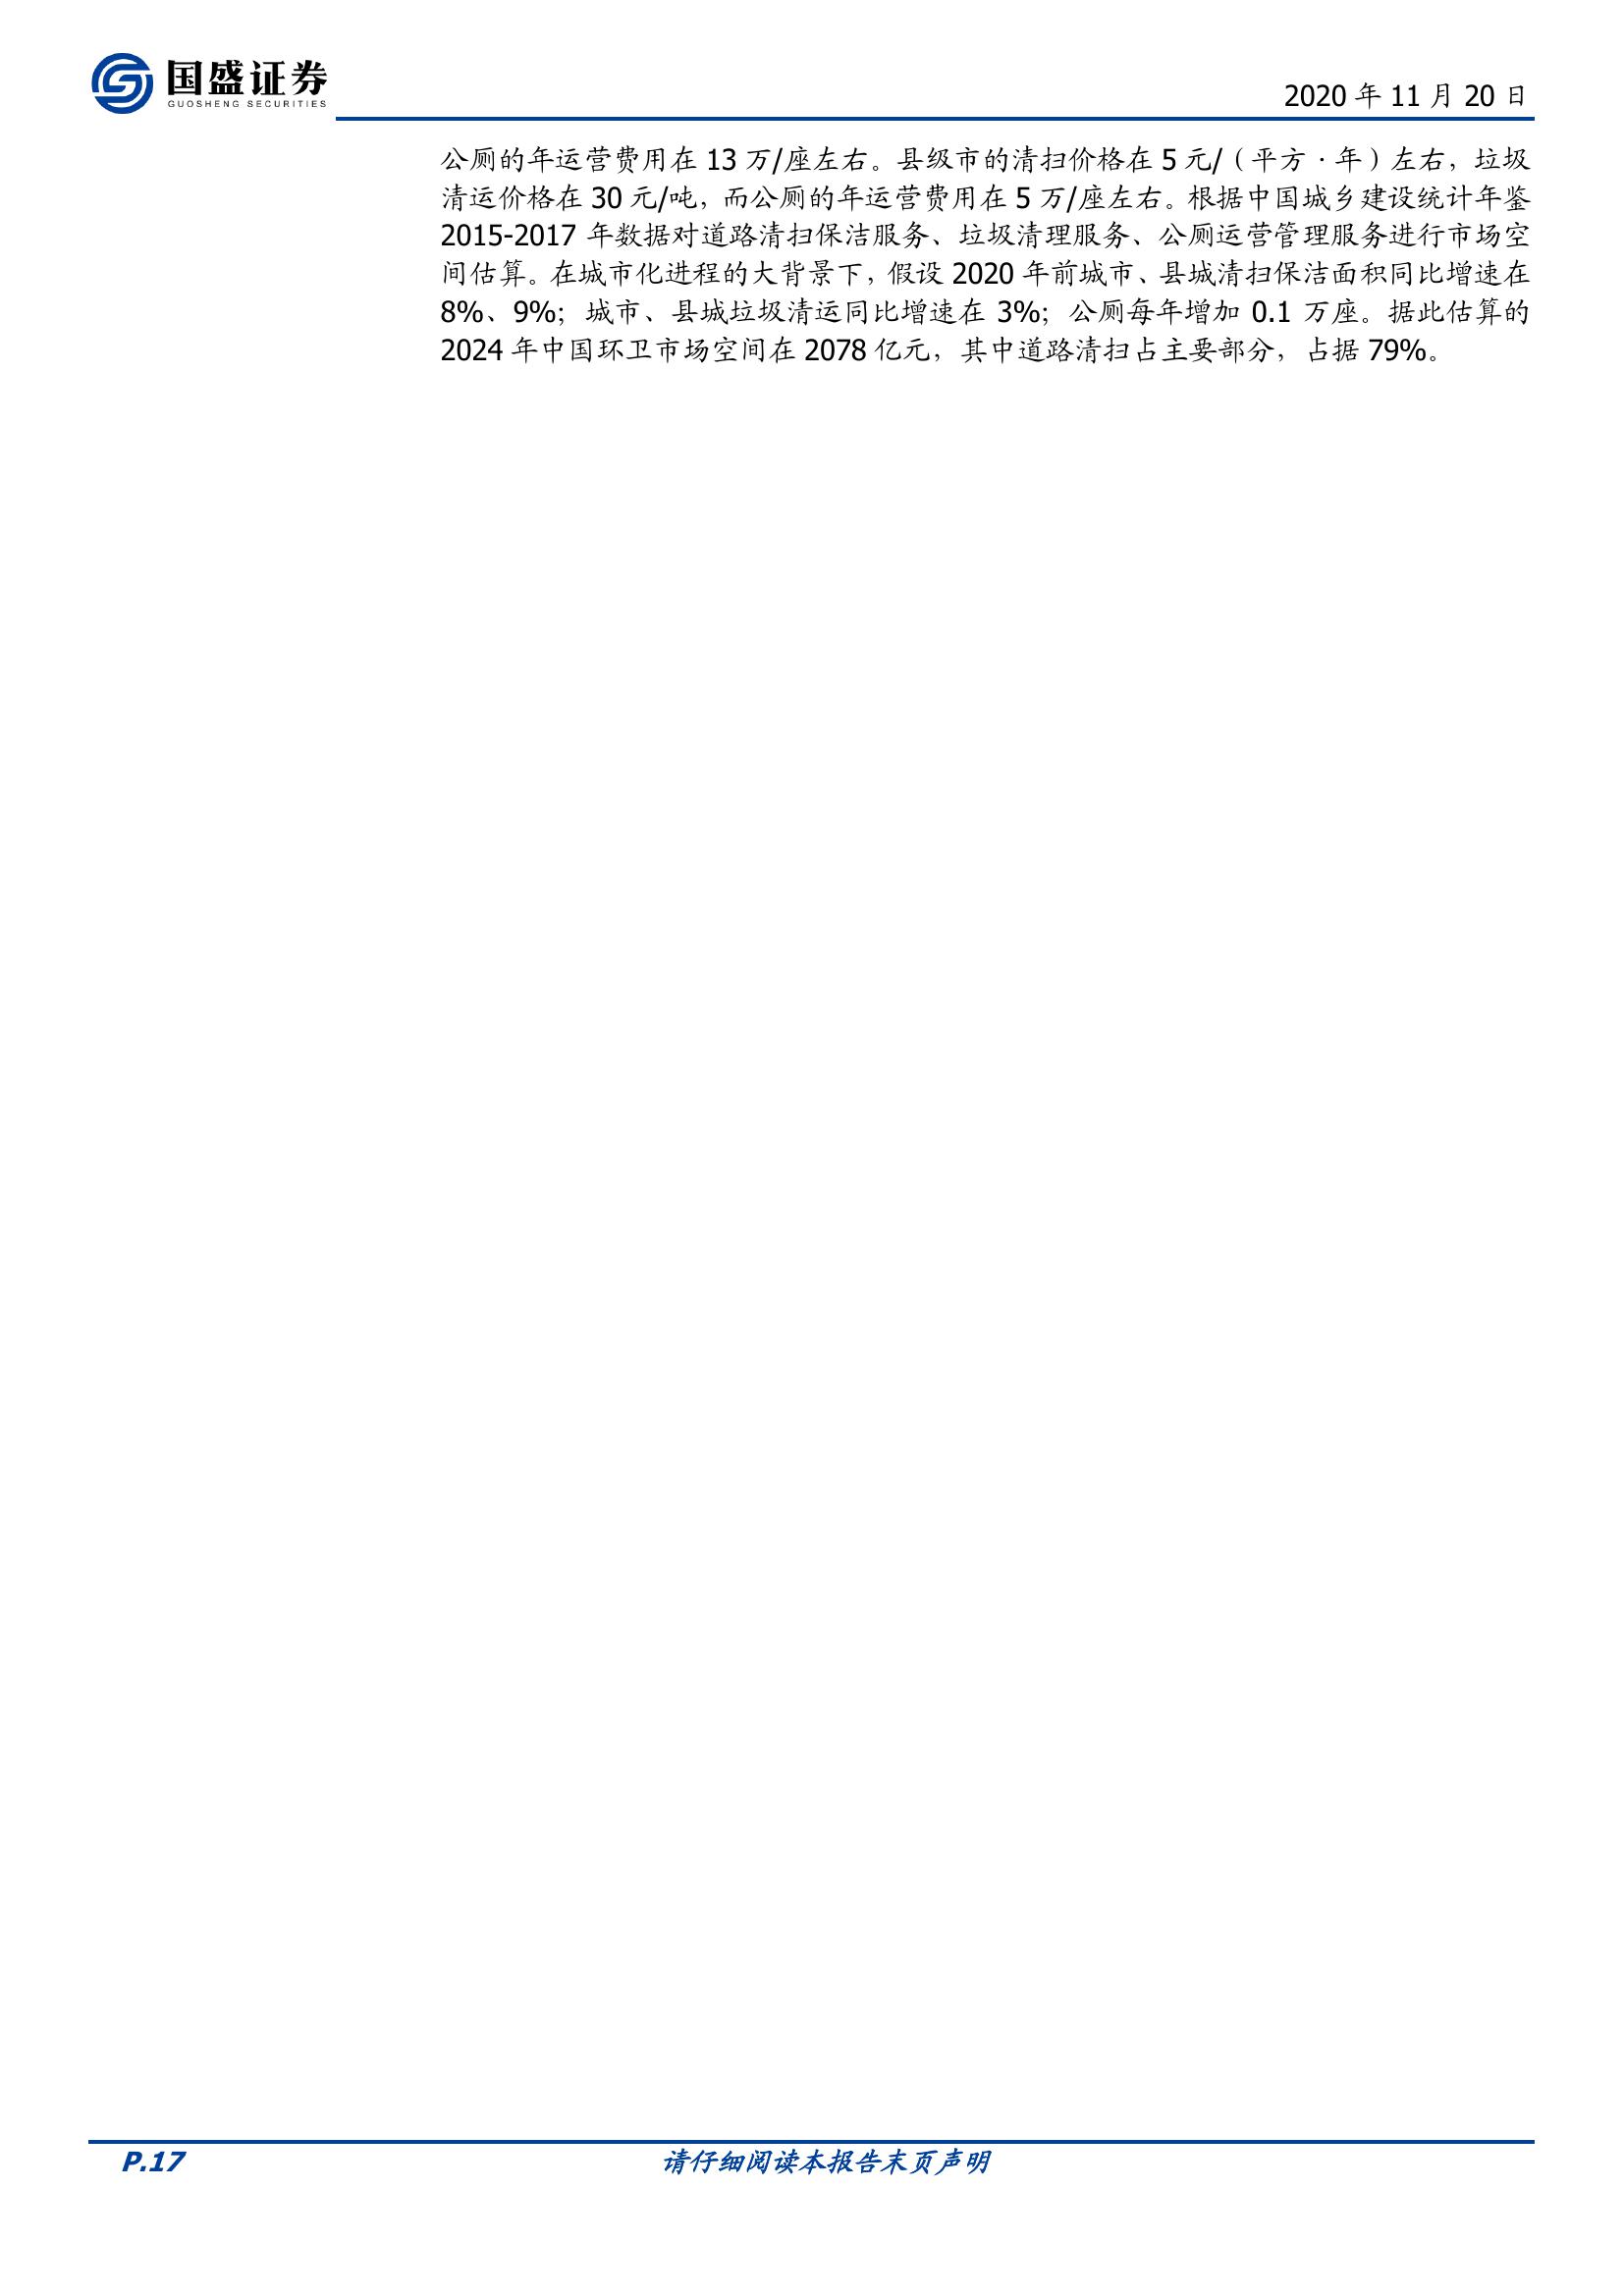 国盛证券
GUOSHENG SECURITIES
2020 年 11 月 20 日
公厕的年运营费用在 13 万/座左右。县级市的清扫价格在 5 元/（平方·年）左右，垃圾
清运价格在 30 元/吨，而公厕的年运营费用在 5 万/座左右。根据中国城乡建设统计年鉴
2015-2017 年数据对道路清扫保洁服务、垃圾清理服务、公厕运营管理服务进行市场空
间估算。在城市化进程的大背景下，假设 2020 年前城市、县城清扫保洁面积同比增速在
8%、9%；城市、县城垃圾清运同比增速在 3%；公厕每年增加 0.1 万座。据此估算的
2024 年中国环卫市场空间在 2078 亿元，其中道路清扫占主要部分，占据 79%。
P.17
请仔细阅读本报告末页声明